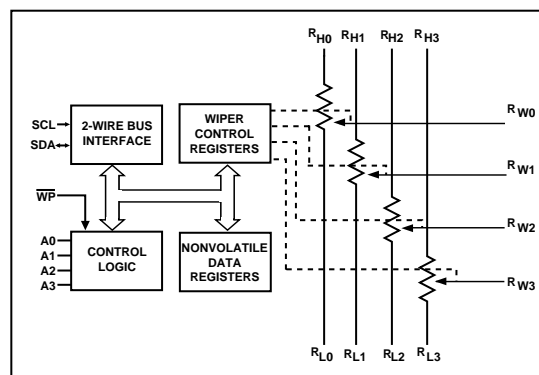 RH0 RH1 RH2 RH3
SCL
SDA
2-WIRE BUS
INTERFACE
WIPER
CONTROL
REGISTERS
RW0
RW1
WP
A0
A1
A2
A3
CONTROL
LOGIC
NONVOLATILE
DATA
REGISTERS
RW2
RW3
RL0 RL1 RL2 RL3